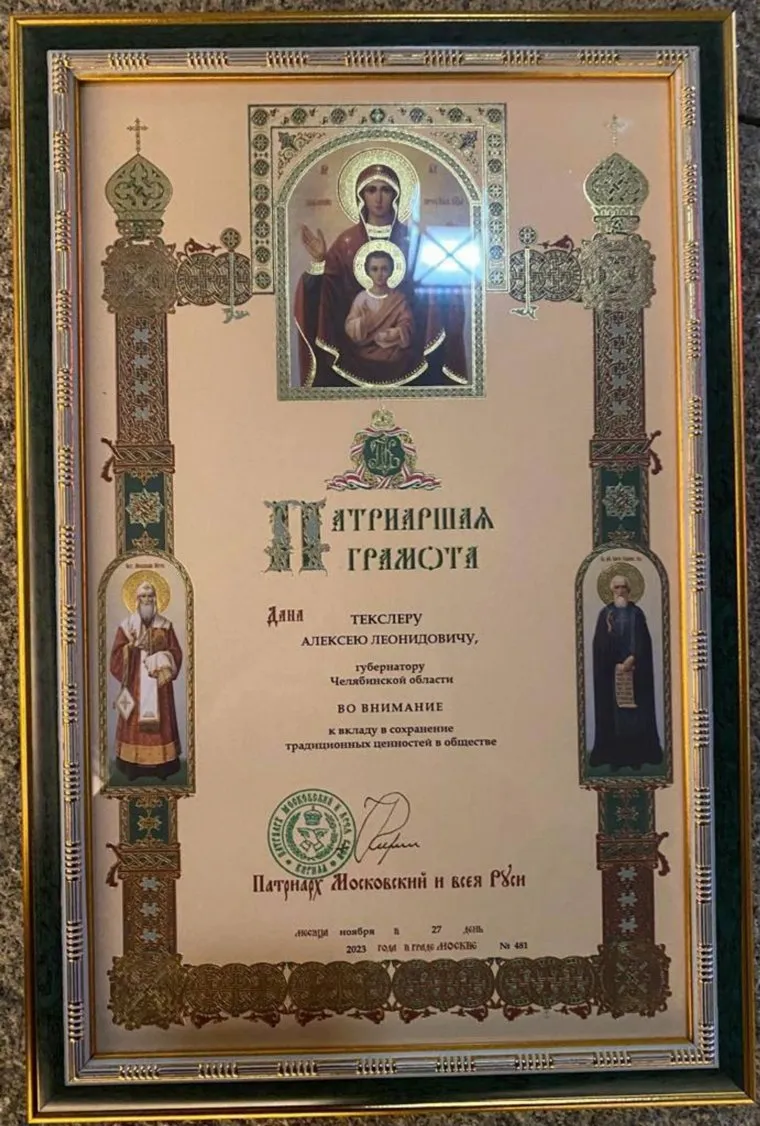 Патриаршая
грамота
Дана ТЕКСЛЕРУ
АЛЕКСЕЮ ЛЕОНИДОВИЧУ,
губернатору
Челябинской области
ВО ВНИМАНИЕ
к вкладу в сохранение
традиционных ценностей в обществе
Патриарх Московский и всея Руси
месяца ноября в 27 день
2023 года в граде МОСКВЕ № 481